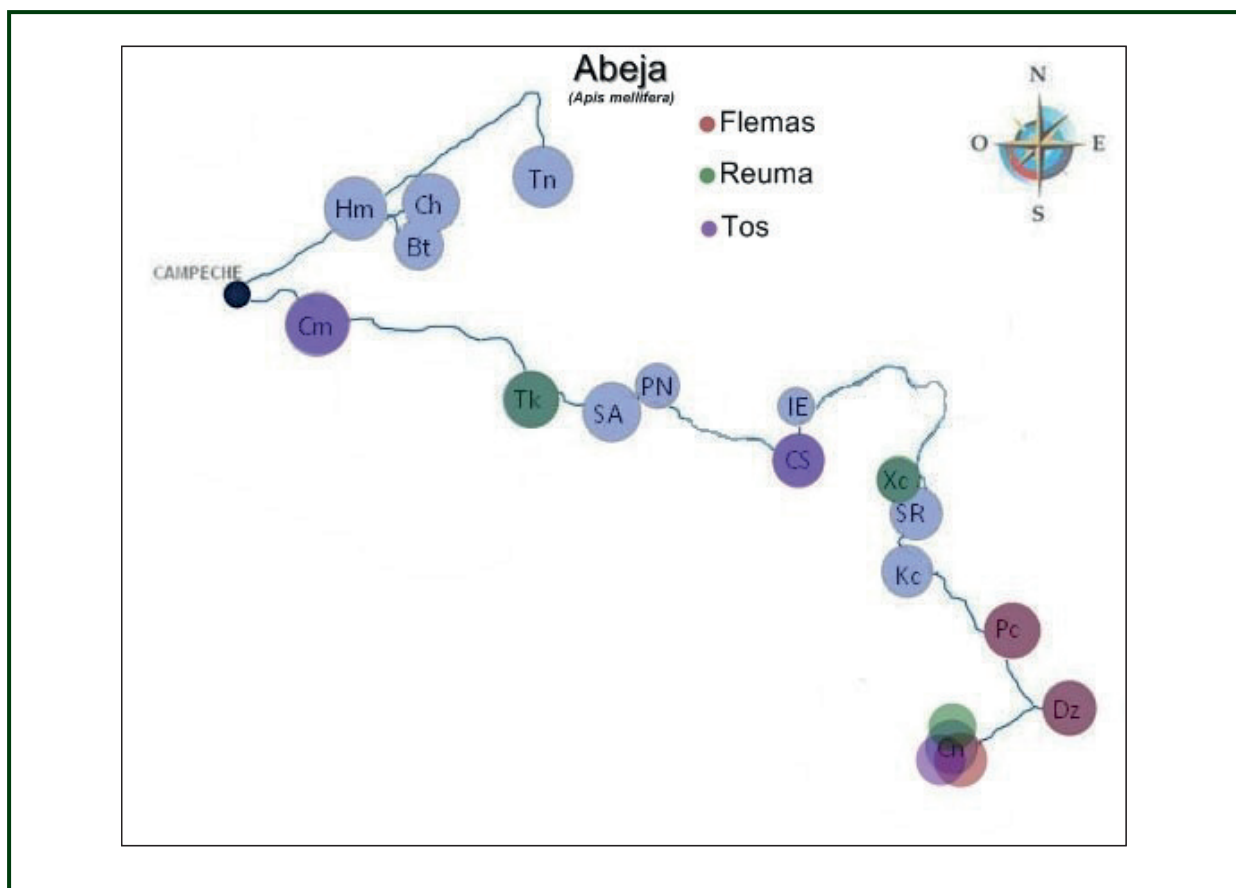 Abeja
(Apis mellifera)
Flemas
Reuma
Tos
N
O
E
S
Tn
Hm
Ch
Bt
CAMPECHE
Cm
Tk
SA
PN
IE
CS
Xc
SR
Kc
Pc
Dz
Cn